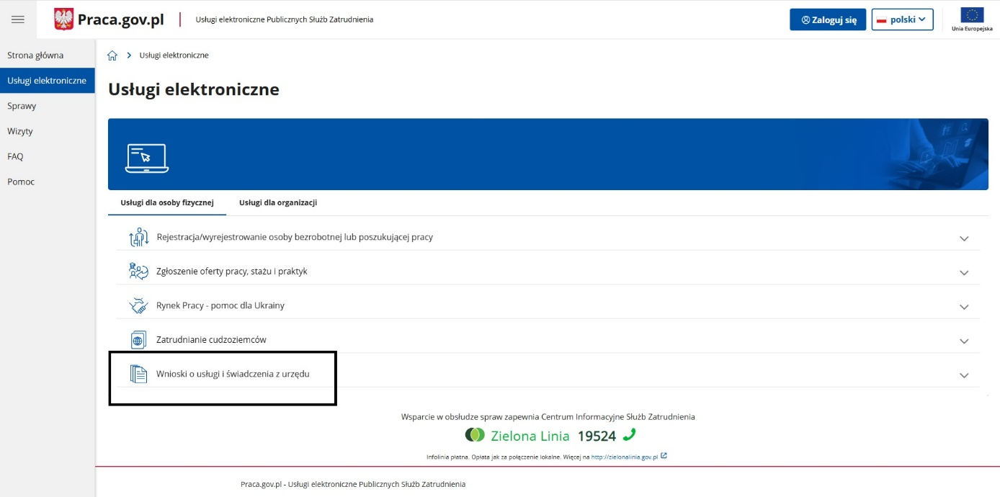 Praca.gov.pl
Usługi elektroniczne Publicznych Służb Zatrudnienia
Zaloguj się
polski
Unia Europejska
Strona główna
Usługi elektroniczne
Sprawy
Wizyty
FAQ
Pomoc
Usługi elektroniczne
Usługi elektroniczne
Usługi dla osoby fizycznej
Usługi dla organizacji
Rejestracja/wyrejestrowanie osoby bezrobotnej lub poszukującej pracy
Zgłoszenie oferty pracy, stażu i praktyk
Rynek Pracy - pomoc dla Ukrainy
Zatrudnianie cudzoziemców
Wnioski o usługi i świadczenia z urzędu
Wsparcie w obsłudze spraw zapewnia Centrum Informacyjne Służb Zatrudnienia
Zielona Linia 19524
Infolinia płatna. Opłata jak za połączenie lokalne. Więcej na http://zielonalinia.gov.pl
Praca.gov.pl - Usługi elektroniczne Publicznych Służb Zatrudnienia